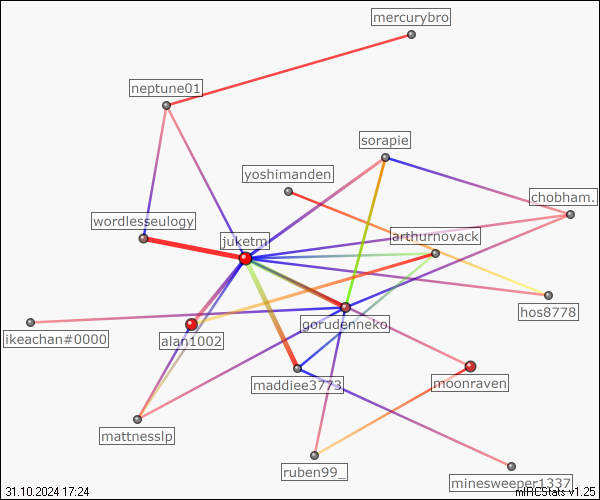 mercurybro
neptune01
sorapie
yoshimanden
chobham.
wordlesseulogy
juketm
arthurnovack
hos8778
gorudenneko
ikeachan#0000
alan1002
maddiee3773
moonraven
mattnesslp
ruben99_
minesweeper1337
31.10.2024 17:24
mIRCStats v1.25